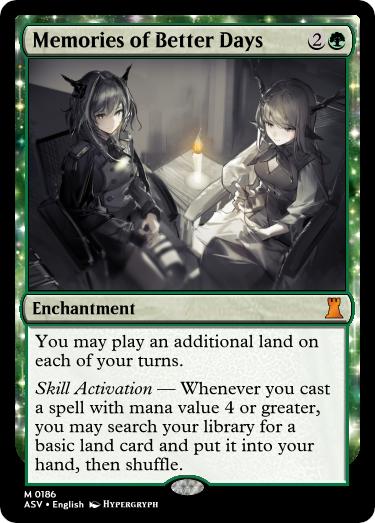 Memories of Better Days 2
Enchantment
You may play an additional land on
each of your turns.
Skill Activation — Whenever you cast
a spell with mana value 4 or greater,
you may search your library for a
basic land card and put it into your
hand, then shuffle.
M 0186
ASV • English HYPERGRYPH